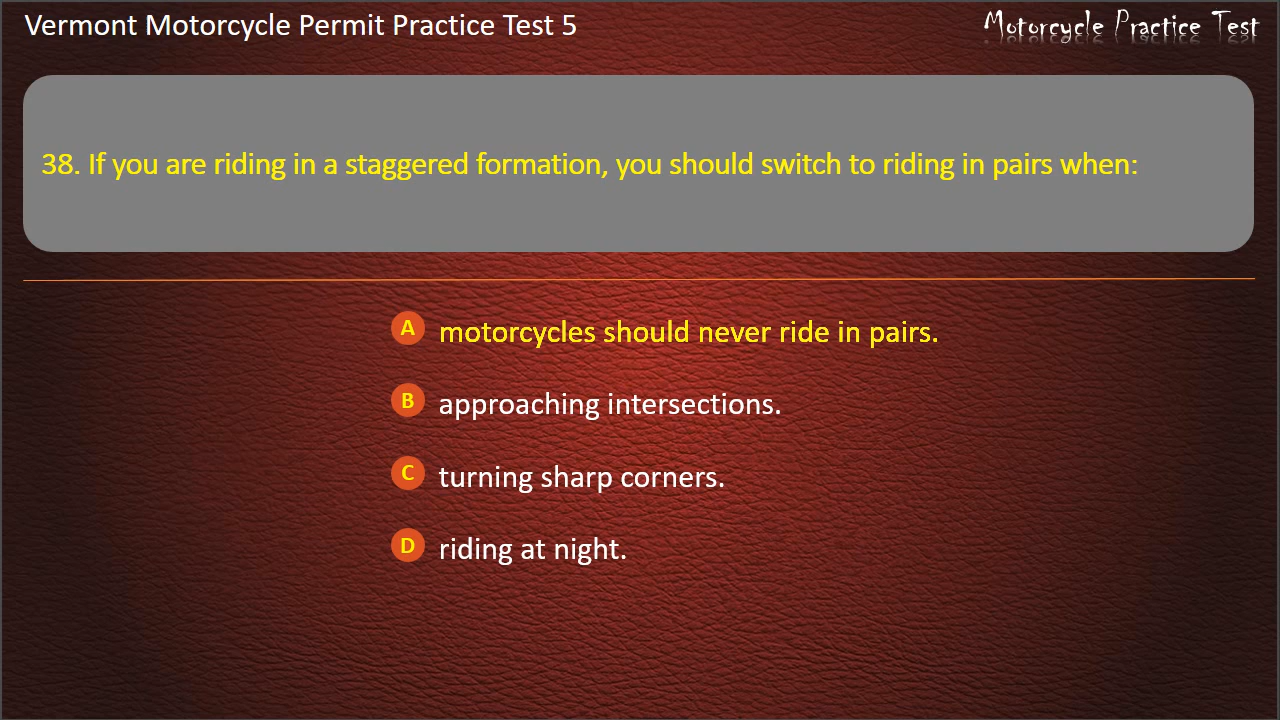 Vermont Motorcycle Permit Practice Test 5
Motorcycle Practice Test
38. If you are riding in a staggered formation, you should switch to riding in pairs when:
A motorcycles should never ride in pairs.
B approaching intersections.
C turning sharp corners.
D riding at night.